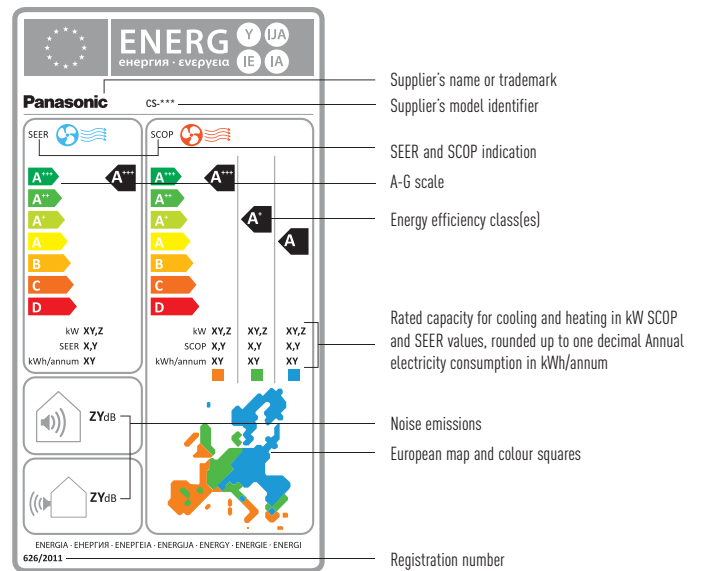 ENERG
енергия · ενεργεια
Y
IJA
IE
IA
Panasonic
CS-***
SEER
SCOP
A+++
A++
A+
A
B
C
D
A+++
A+++
A++
A+
A
B
C
D
A+++
A+
A
kW XY,Z
SEER X,Y
kWh/annum XY
kW XY,Z XY,Z XY,Z
SCOP X,Y X,Y X,Y
kWh/annum XY XY XY
ZYdB
ZYdB
ENERGIA · ЕНЕРГИЯ · ΕΝΕΡΓΕΙΑ · ENERGIJA · ENERGY · ENERGIE · ENERGI
626/2011
Supplier's name or trademark
Supplier's model identifier
SEER and SCOP indication
A-G scale
Energy efficiency class(es)
Rated capacity for cooling and heating in kW SCOP
and SEER values, rounded up to one decimal Annual
electricity consumption in kWh/annum
Noise emissions
European map and colour squares
Registration number